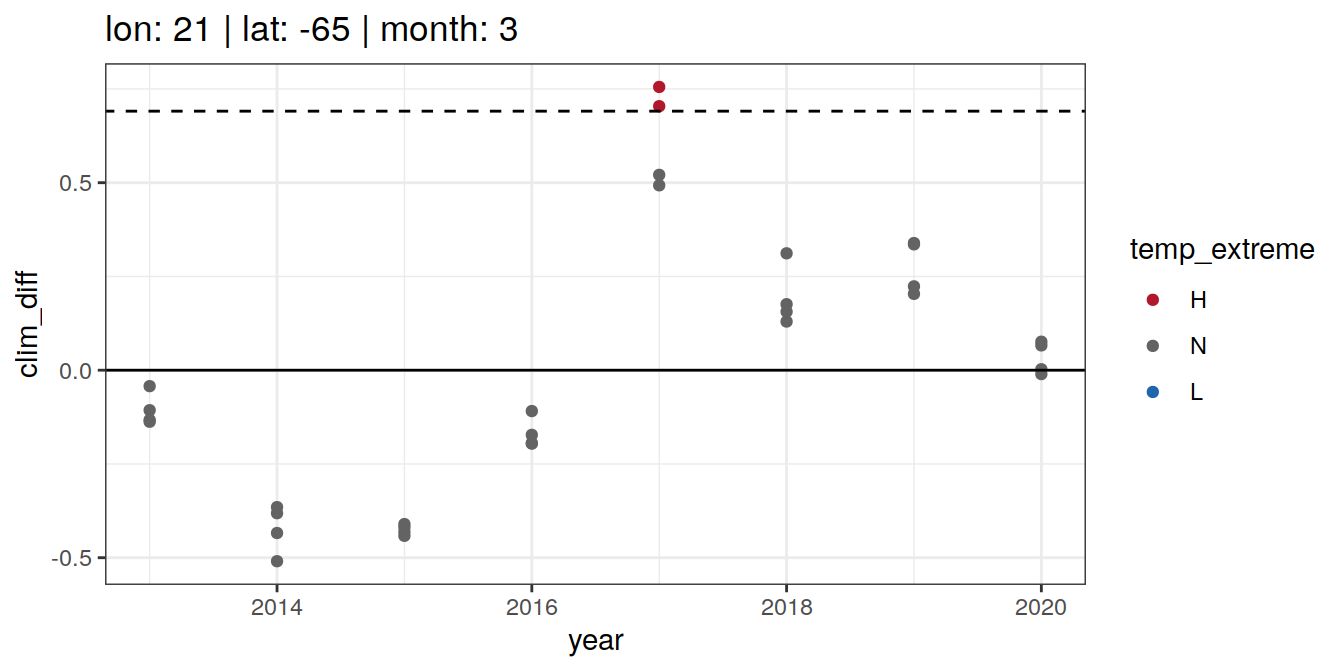 lon: 21 | lat: -65 | month: 3
0.5
0.0
-0.5
clim_diff
2014
2016
2018
2020
year
temp_extreme
H
N
L